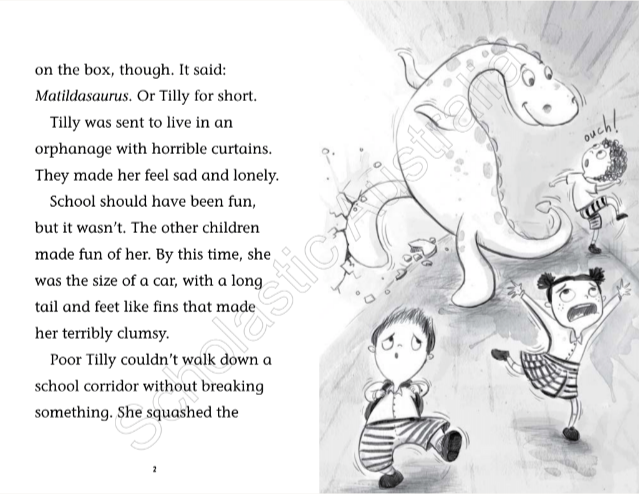 on the box, though. It said:
Matildasaurus. Or Tilly for short.
Tilly was sent to live in an
orphanage with horrible curtains.
They made her feel sad and lonely.
School should have been fun,
but it wasn't. The other children
made fun of her. By this time, she
was the size of a car, with a long
tail and feet like fins that made
her terribly clumsy.
Poor Tilly couldn't walk down a
school corridor without breaking
something. She squashed the
2
ouch!
Scholastic Australia